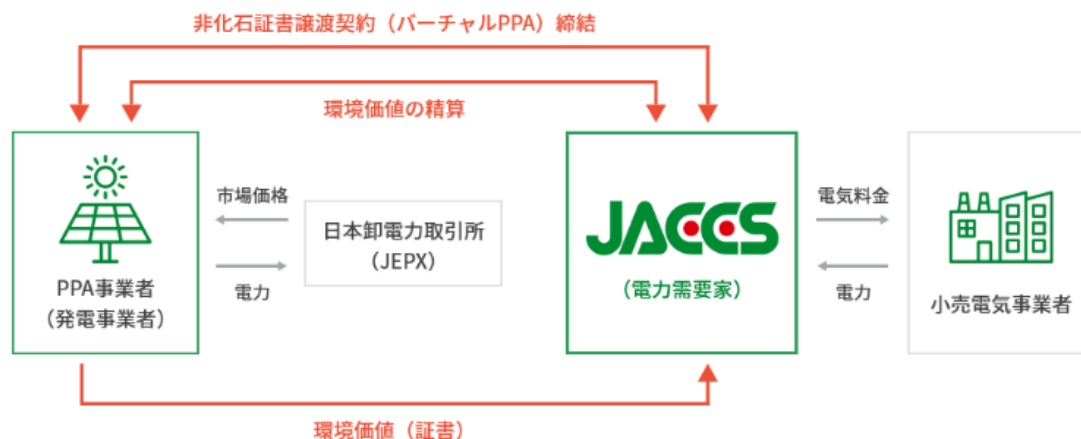 非化石証書譲渡契約（バーチャルPPA）締結
環境価値の精算
PPA事業者
（発電事業者）
市場価格
電力
日本卸電力取引所
（JEPX）
JACCS
（電力需要家）
電気料金
電力
小売電気事業者
環境価値（証書）